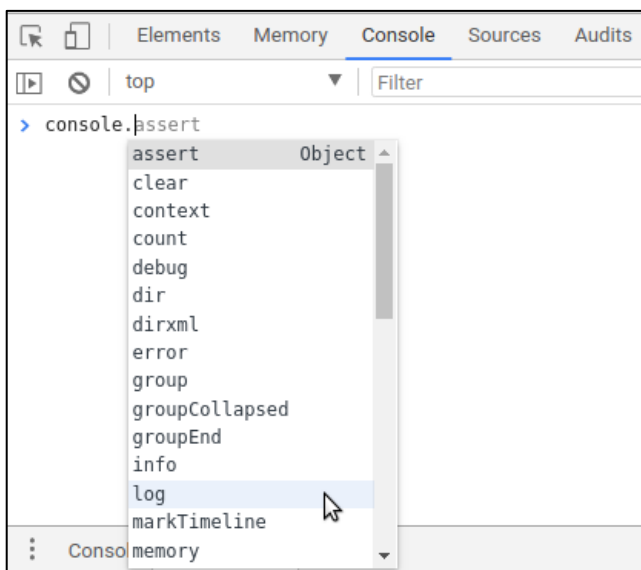 Elements Memory Console Sources Audits
top ▼ Filter
> console.assert
assert Object
clear
context
count
debug
dir
dirxml
error
group
groupCollapsed
groupEnd
info
log
markTimeline
Conso memory